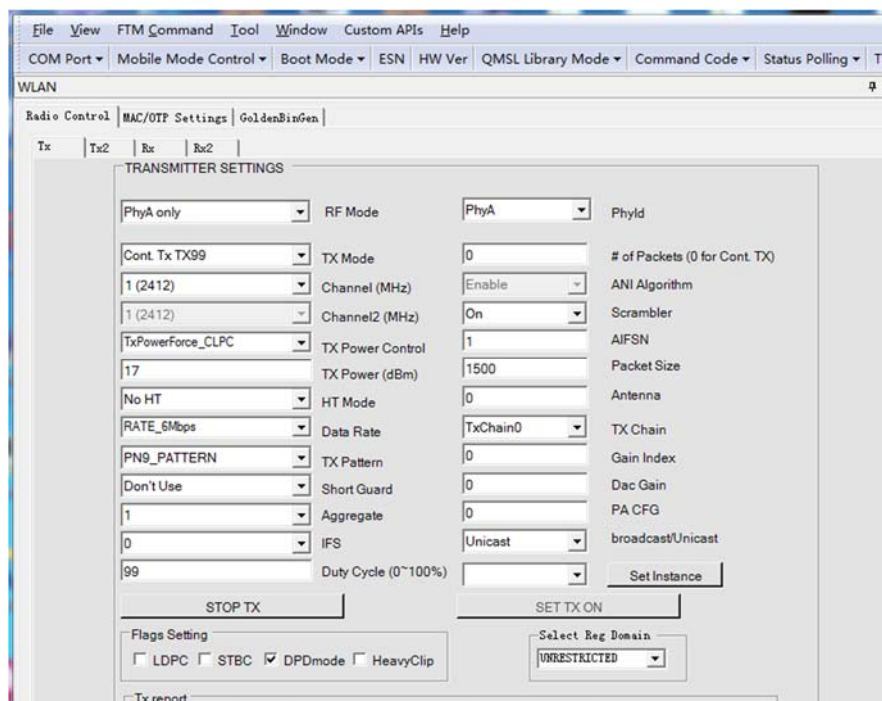 File View FTM Command Tool Window Custom APIs Help
COM Port Mobile Mode Control Boot Mode ESN HW Ver QMSL Library Mode Command Code Status Polling T
WLAN
Radio Control MAC/OTP Settings GoldenBinGen
Tx Tx2 Rx Rx2
TRANSMITTER SETTINGS
PhyA only RF Mode PhyA PhyId
Cont. Tx TX99 TX Mode 0 # of Packets (0 for Cont. TX)
1 (2412) Channel (MHz) Enable ANI Algorithm
1 (2412) Channel2 (MHz) On Scrambler
TxPowerForce_CLPC TX Power Control 1 AIFSN
17 TX Power (dBm) 1500 Packet Size
No HT HT Mode 0 Antenna
RATE_6Mbps Data Rate TxChain0 TX Chain
PN9_PATTERN TX Pattern 0 Gain Index
Don't Use Short Guard 0 Dac Gain
1 Aggregate 0 PA CFG
0 IFS Unicast broadcast/Unicast
99 Duty Cycle (0~100%) Set Instance
STOP TX SET TX ON
Flags Setting Select Reg Domain
LDPC STBC DPDmode HeavyClip UNRESTRICTED
Tx report